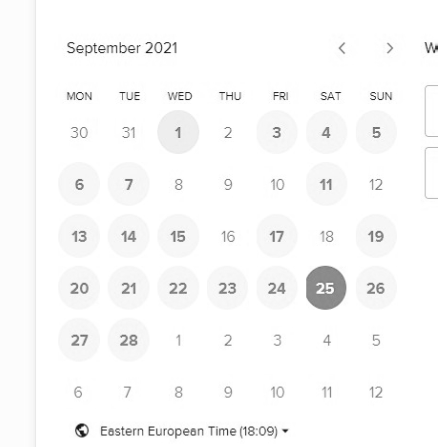 September 2021
MON TUE WED THU FRI SAT SUN
30 31 1 2 3 4 5
6 7 8 9 10 11 12
13 14 15 16 17 18 19
20 21 22 23 24 25 26
27 28 1 2 3 4 5
6 7 8 9 10 11 12
Eastern European Time (18:09)